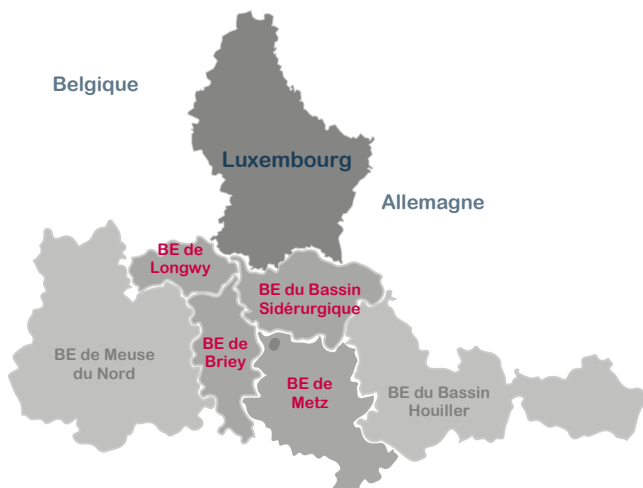 Belgique
Luxembourg
Allemagne
BE de
Longwy
BE du Bassin
Sidérurgique
BE de Meuse
du Nord
BE de
Briey
BE de
Metz
BE du Bassin
Houiller